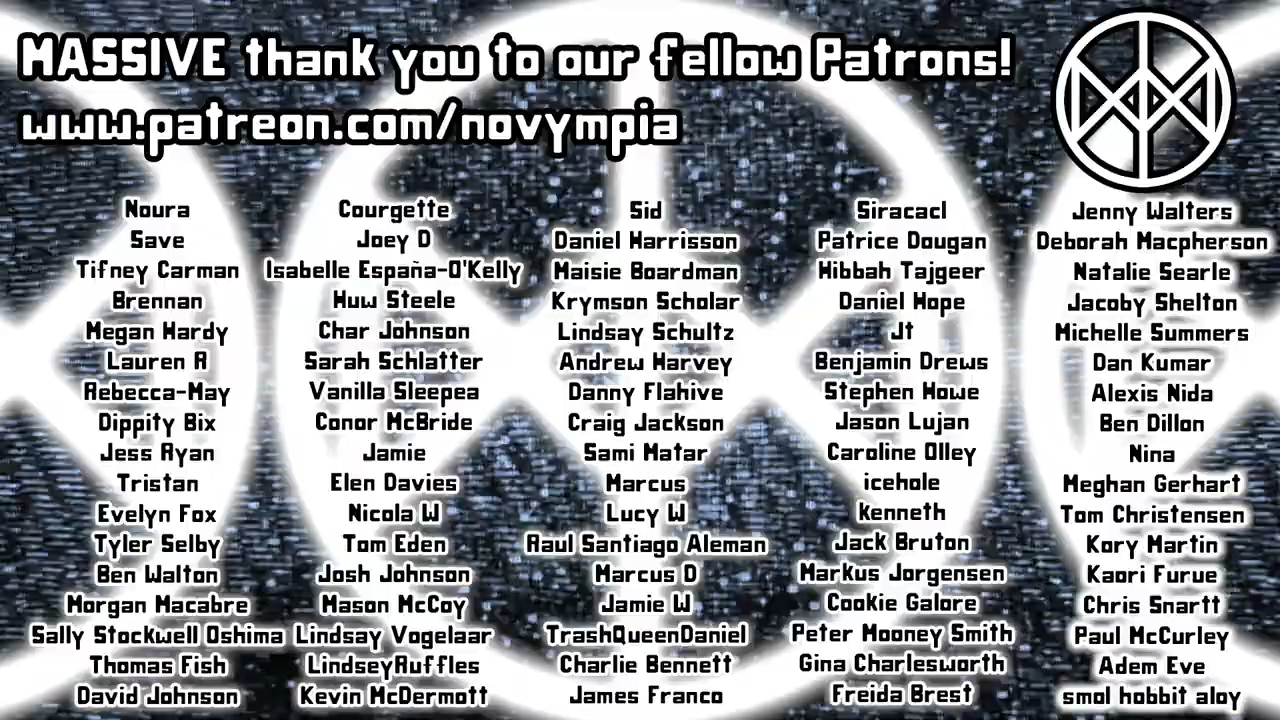 MASSIVE thank you to our fellow Patrons!
www.patreon.com/novympia
Noura
Save
Tifney Carman
Brennan
Megan Hardy
Lauren R
Rebecca-May
Dippity Bix
Jess Ryan
Tristan
Evelyn Fox
Tyler Selby
Ben Walton
Morgan Macabre
Sally Stockwell Oshima
Thomas Fish
David Johnson
Courgette
Joey D
Isabelle España-O'Kelly
Huw Steele
Char Johnson
Sarah Schlatter
Vanilla Sleepea
Conor McBride
Jamie
Elen Davies
Nicola W
Tom Eden
Josh Johnson
Mason McCoy
Lindsay Vogelaar
LindseyRuffles
Kevin McDermott
Sid
Daniel Harrisson
Maisie Boardman
Krymson Scholar
Lindsay Schultz
Andrew Harvey
Danny Flahive
Craig Jackson
Sami Matar
Marcus
Lucy W
Raul Santiago Aleman
Marcus D
Jamie W
TrashQueenDaniel
Charlie Bennett
James Franco
Siracacl
Patrice Dougan
Hibbah Tajgeer
Daniel Hope
Jt
Benjamin Drews
Stephen Howe
Jason Lujan
Caroline Olley
icehole
kenneth
Jack Bruton
Markus Jorgensen
Cookie Galore
Peter Mooney Smith
Gina Charlesworth
Freida Brest
Jenny Walters
Deborah Macpherson
Natalie Searle
Jacoby Shelton
Michelle Summers
Dan Kumar
Alexis Nida
Ben Dillon
Nina
Meghan Gerhart
Tom Christensen
Kory Martin
Kaori Furue
Chris Snartt
Paul McCurley
Adem Eve
smol hobbit aloy